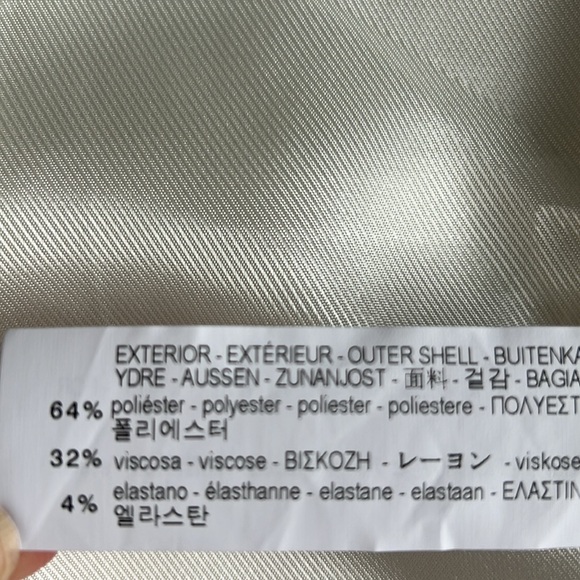 EXTERIOR - EXTÉRIEUR - OUTER SHELL - BUITENKA
YDRE - AUSSEN - ZUNANJOST - 面料 - 겉감 - BAGIA
64% poliéster - polyester - poliester - poliestere - ΠΟΛΥΕΣΤ
폴리에스터
32% viscosa - viscose - ΒΙΣΚΟΖΗ - レーヨン - viskose
4% elastano - élasthanne - elastane - elastaan - ΕΛΑΣΤΙΝ
엘라스탄